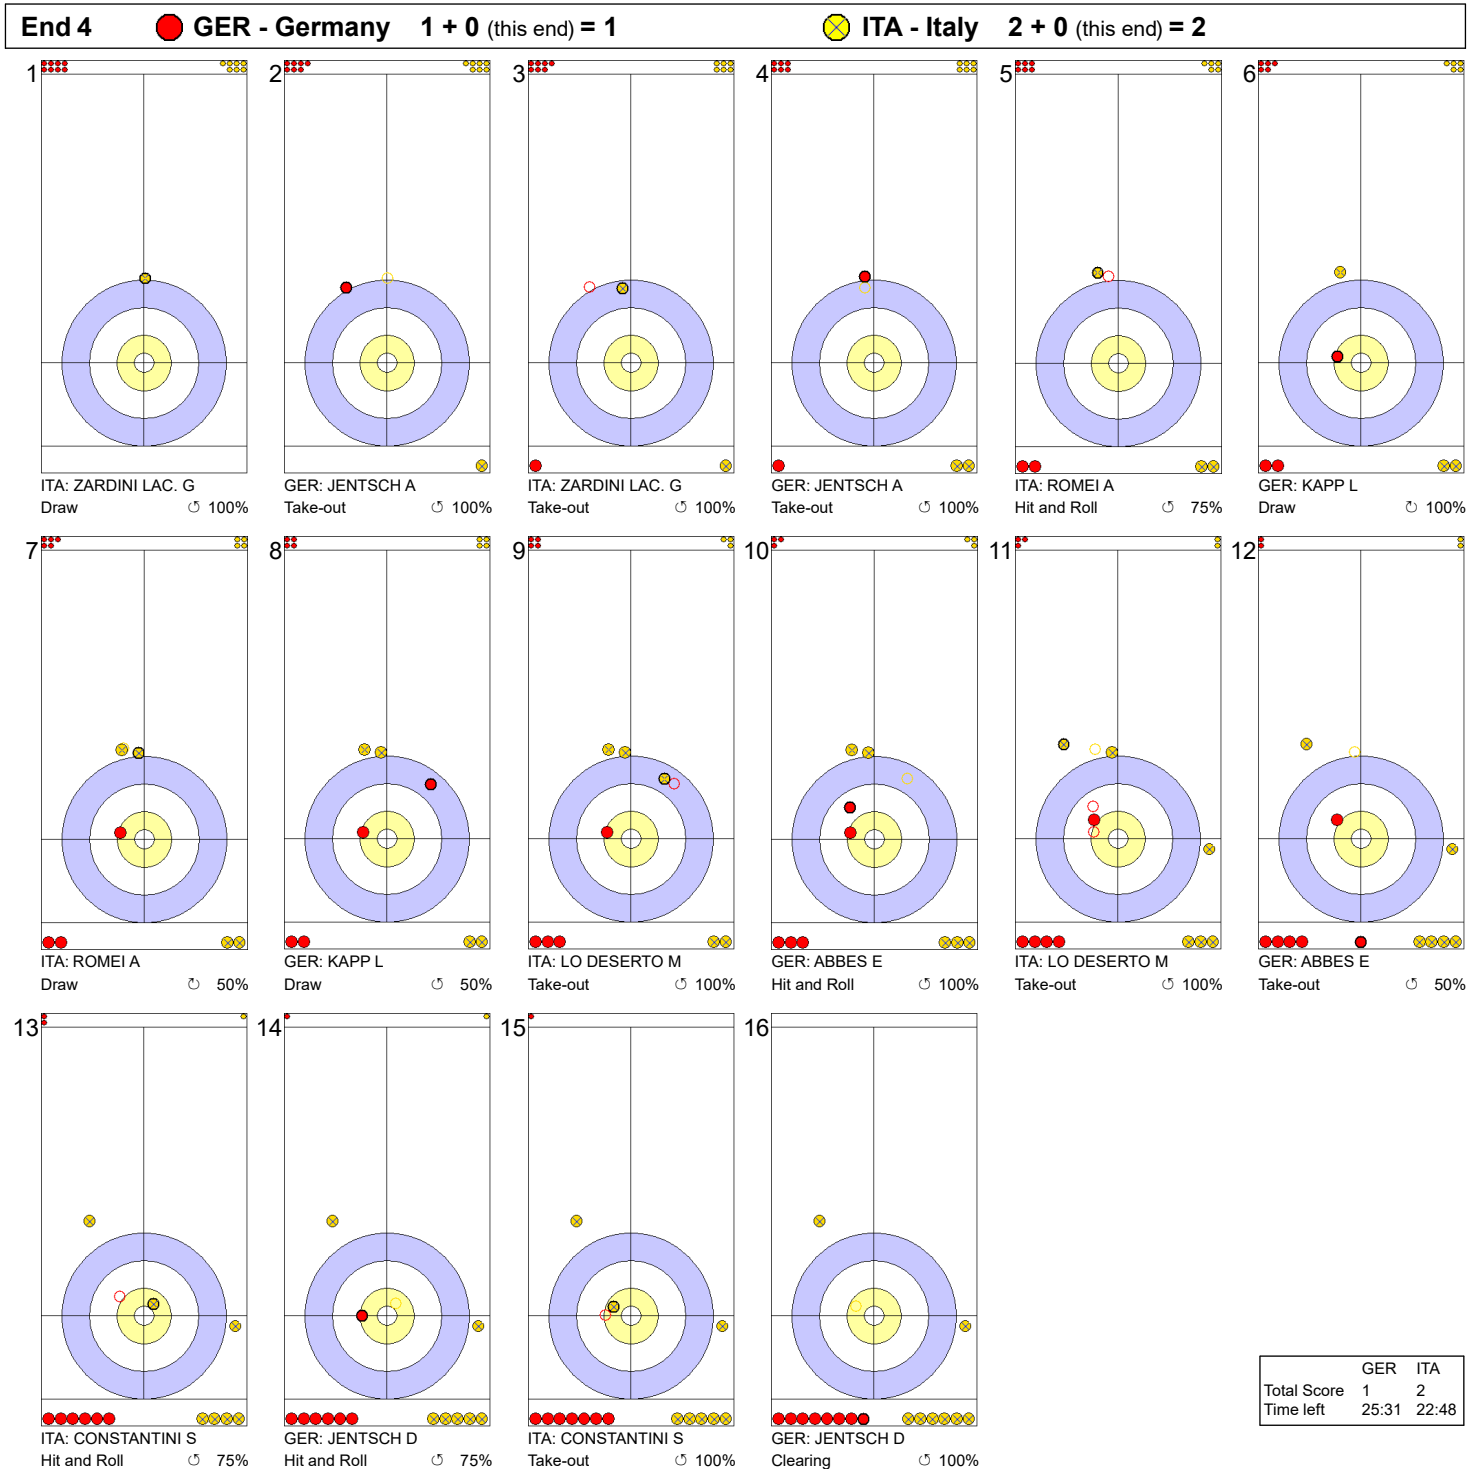 End 4 GER - Germany 1 + 0 (this end) = 1 ITA - Italy 2 + 0 (this end) = 2
1 2 3 4 5 6
ITA: ZARDINI LAC. G GER: JENTSCH A ITA: ZARDINI LAC. G GER: JENTSCH A ITA: ROMEI A GER: KAPP L
Draw ↺ 100% Take-out ↺ 100% Take-out ↺ 100% Take-out ↺ 100% Hit and Roll ↺ 75% Draw ↻ 100%
7 8 9 10 11 12
ITA: ROMEI A GER: KAPP L ITA: LO DESERTO M GER: ABBES E ITA: LO DESERTO M GER: ABBES E
Draw ↻ 50% Draw ↺ 50% Take-out ↺ 100% Hit and Roll ↺ 100% Take-out ↺ 100% Take-out ↺ 50%
13 14 15 16
GER ITA
Total Score 1 2
Time left 25:31 22:48
ITA: CONSTANTINI S GER: JENTSCH D ITA: CONSTANTINI S GER: JENTSCH D
Hit and Roll ↺ 75% Hit and Roll ↺ 75% Take-out ↺ 100% Clearing ↺ 100%